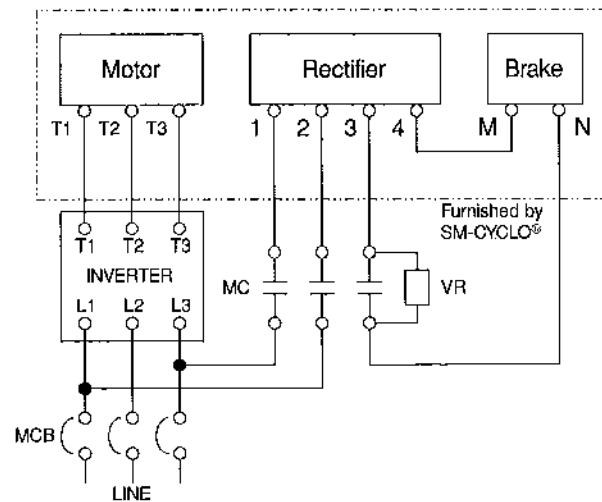 Motor
Rectifier
Brake
T1 T2 T3
1 2 3 4
M N
Furnished by
SM-CYCLO®
T1 T2 T3
INVERTER
L1 L2 L3
MC
VR
MCB
LINE